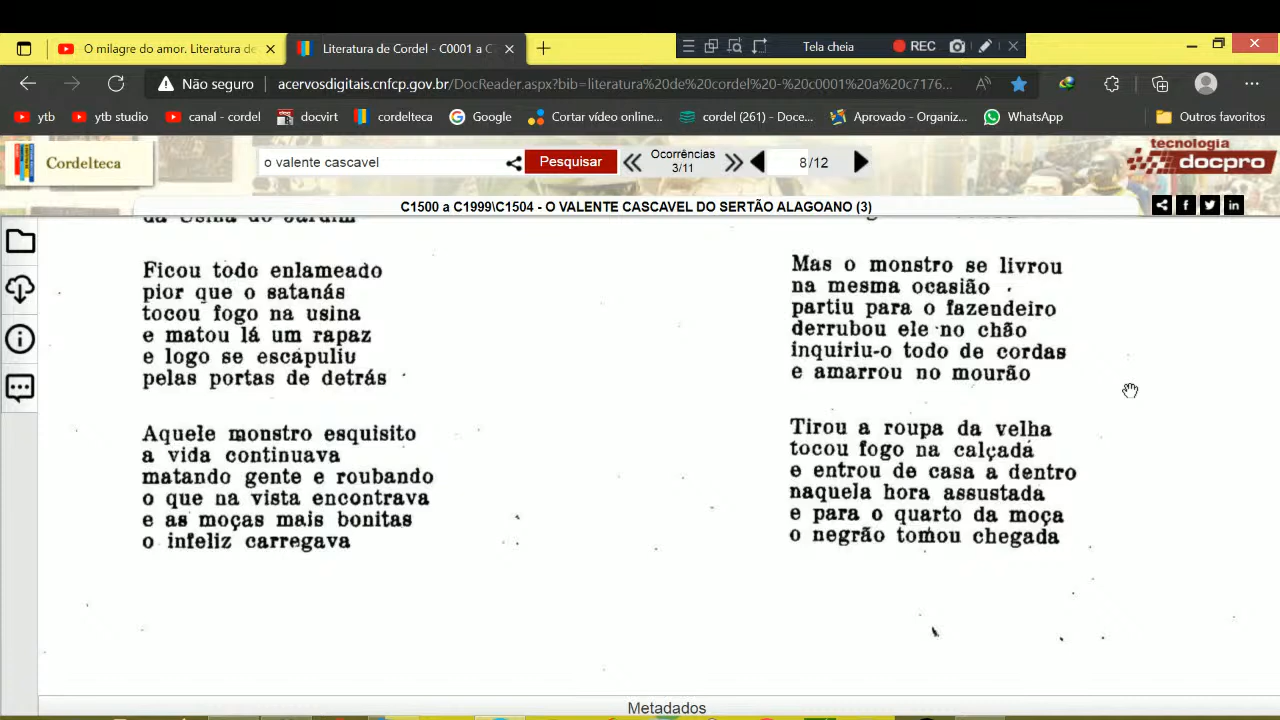 O milagre do amor. Literatura de
Literatura de Cordel - C0001 a C
Tela cheia
REC
Não seguro
acervosdigitais.cnfcp.gov.br/DocReader.aspx?bib=literatura%20de%20cordel%20-%20c0001%20a%20c7176...
ytb
ytb studio
canal - cordel
docvirt
cordelteca
Google
Cortar vídeo online...
cordel (261) - Doce...
Aprovado - Organiz...
WhatsApp
Outros favoritos
Cordelteca
o valente cascavel
Pesquisar
Ocorrências
3/11
8/12
tecnologia
docpro
C1500 a C1999\C1504 - O VALENTE CASCAVEL DO SERTÃO ALAGOANO (3)
da Usina do Jardim
Ficou todo enlameado
pior que o satanás
tocou fogo na usina
e matou lá um rapaz
e logo se escapuliu
pelas portas de detrás
Aquele monstro esquisito
a vida continuava
matando gente e roubando
o que na vista encontrava
e as moças mais bonitas
o infeliz carregava
Mas o monstro se livrou
na mesma ocasião
partiu para o fazendeiro
derrubou ele no chão
inquiriu-o todo de cordas
e amarrou no mourão
Tirou a roupa da velha
tocou fogo na calçada
e entrou de casa a dentro
naquela hora assustada
e para o quarto da moça
o negrão tomou chegada
Metadados